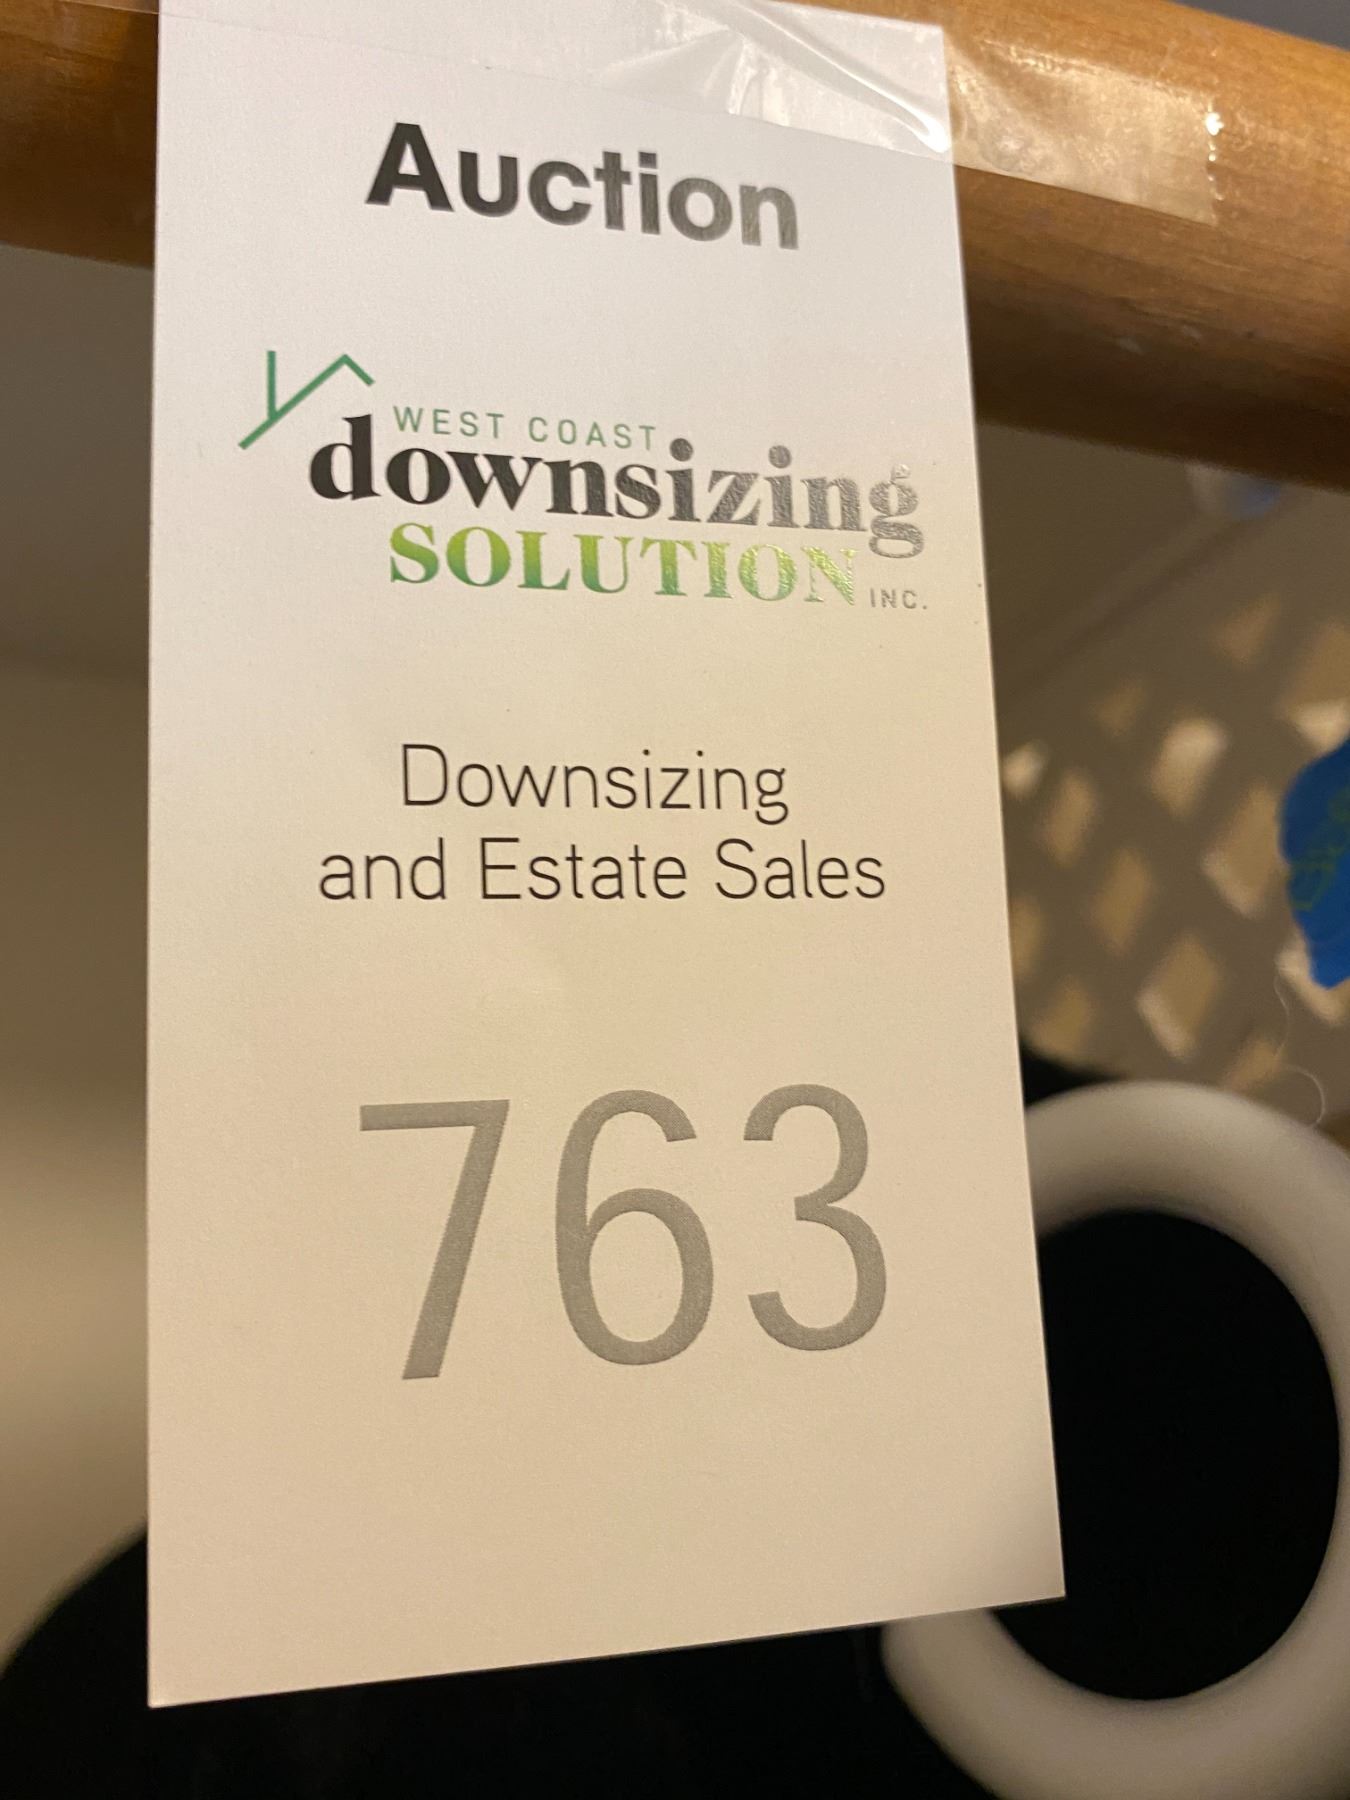 Auction
WEST COAST
downsizing
SOLUTION INC.
Downsizing
and Estate Sales
763